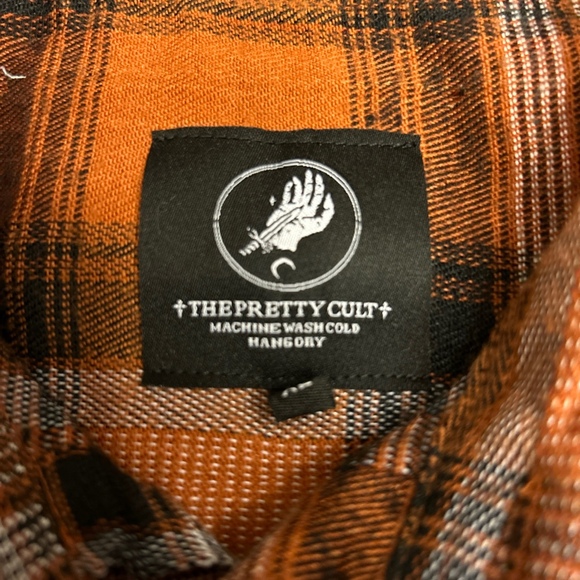 †THE PRETTY CULT†
MACHINE WASH COLD
HANG DRY